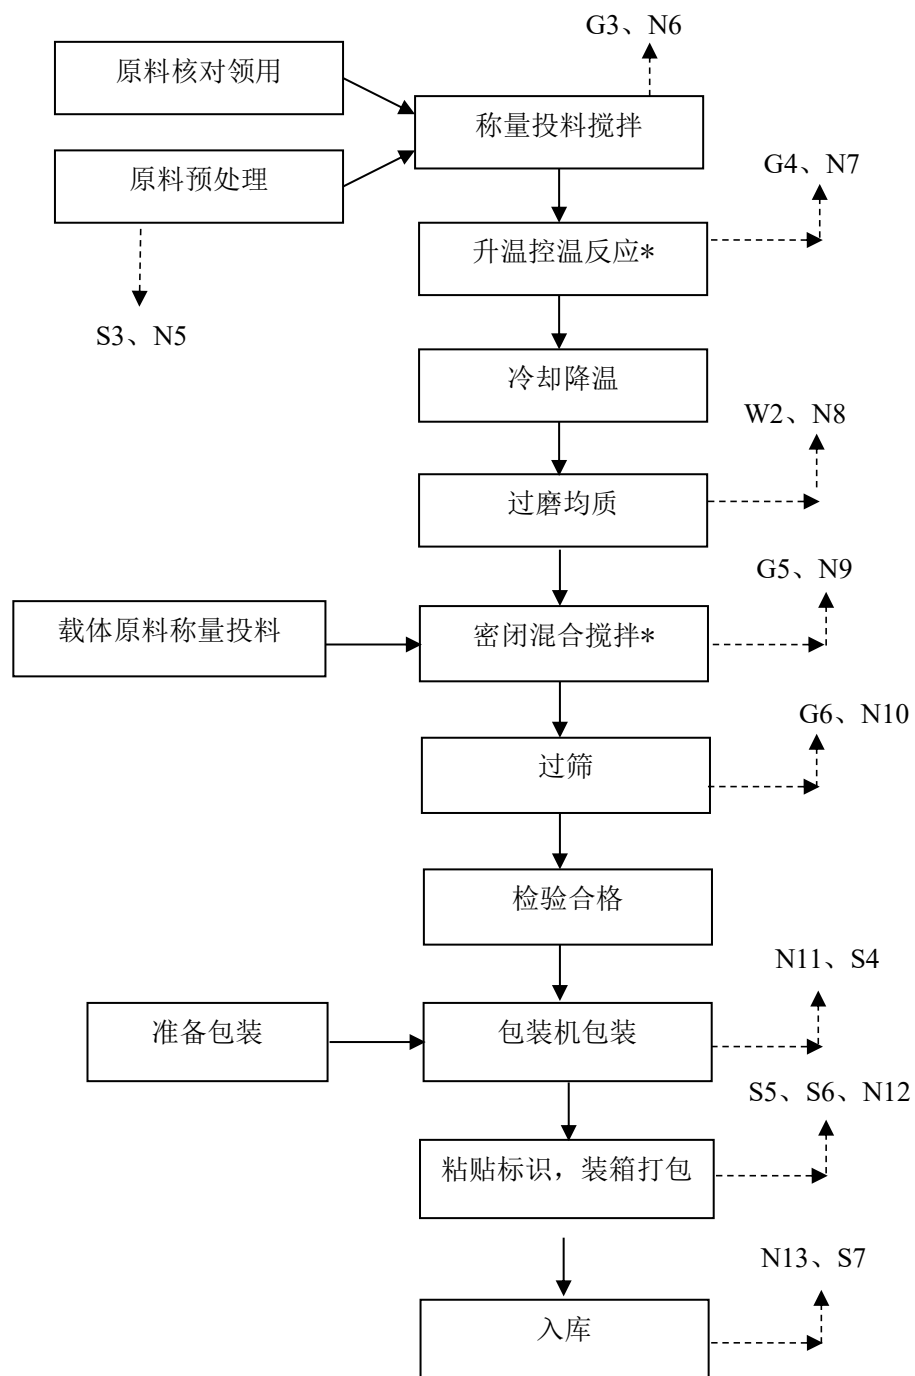 G3、N6
原料核对领用
称量投料搅拌
原料预处理
G4、N7
升温控温反应*
S3、N5
冷却降温
W2、N8
过磨均质
G5、N9
载体原料称量投料
密闭混合搅拌*
G6、N10
过筛
检验合格
N11、S4
准备包装
包装机包装
S5、S6、N12
粘贴标识，装箱打包
N13、S7
入库